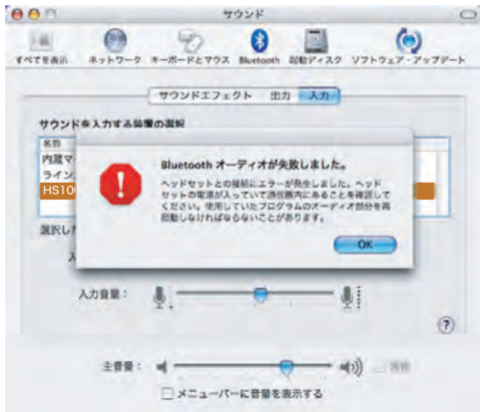 サウンド
すべてを表示 ネットワーク キーボードとマウス Bluetooth 起動ディスク ソフトウェア・アップデート
サウンドエフェクト 出力 入力
サウンドを入力する装置の選択
名前
内蔵マ
ライン
HS10
Bluetooth オーディオが失敗しました。
ヘッドセットとの接続にエラーが発生しました。ヘッド
セットの電源が入っていて通信圏内にあることを確認して
ください。使用していたプログラムのオーディオ部分を再
起動しなければならないことがあります。
OK
選択した
入力音量：
?
主音量： 消音
メニューバーに音量を表示する